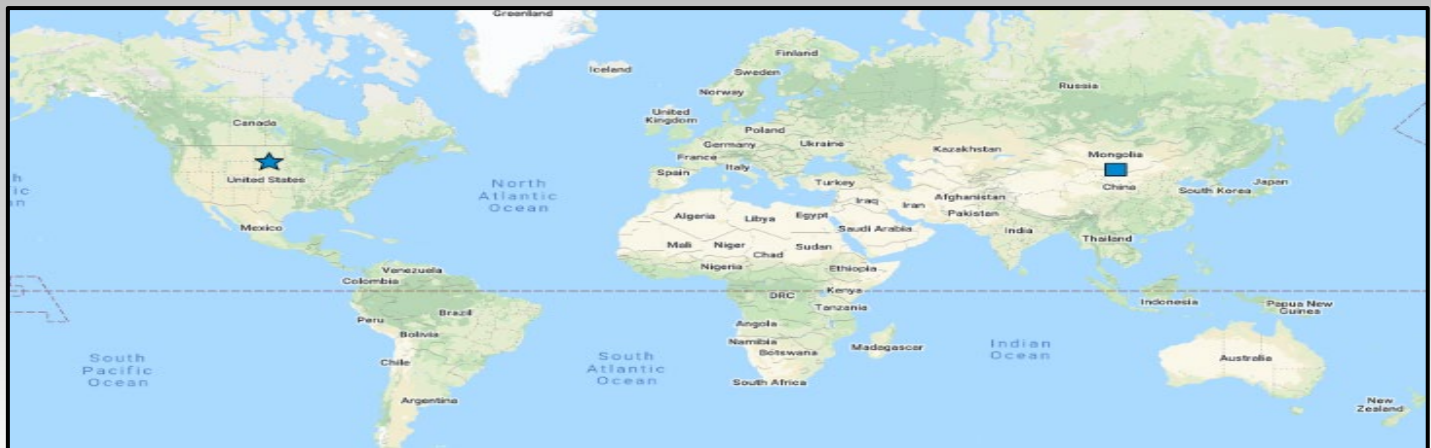 Greenland
Iceland
Finland
Sweden
Norway
Russia
United
Kingdom
Canada
Poland
Germany
Ukraine
France
Kazakhstan
Mongolia
Italy
Spain
United States
Turkey
China
South Korea
Japan
North
Atlantic
Ocean
Iraq
Iran
Afghanistan
Pakistan
Algeria
Libya
Egypt
Mexico
Saudi Arabia
India
Thailand
Mali
Niger
Sudan
Chad
Nigeria
Ethiopia
Venezuela
Colombia
Kenya
DRC
Tanzania
Indonesia
Papua New
Guinea
Peru
Brazil
Bolivia
Angola
Namibia
Botswana
Madagascar
Indian
Ocean
South
Pacific
Ocean
South
Atlantic
Ocean
Chile
Australia
South Africa
Argentina
New
Zealand